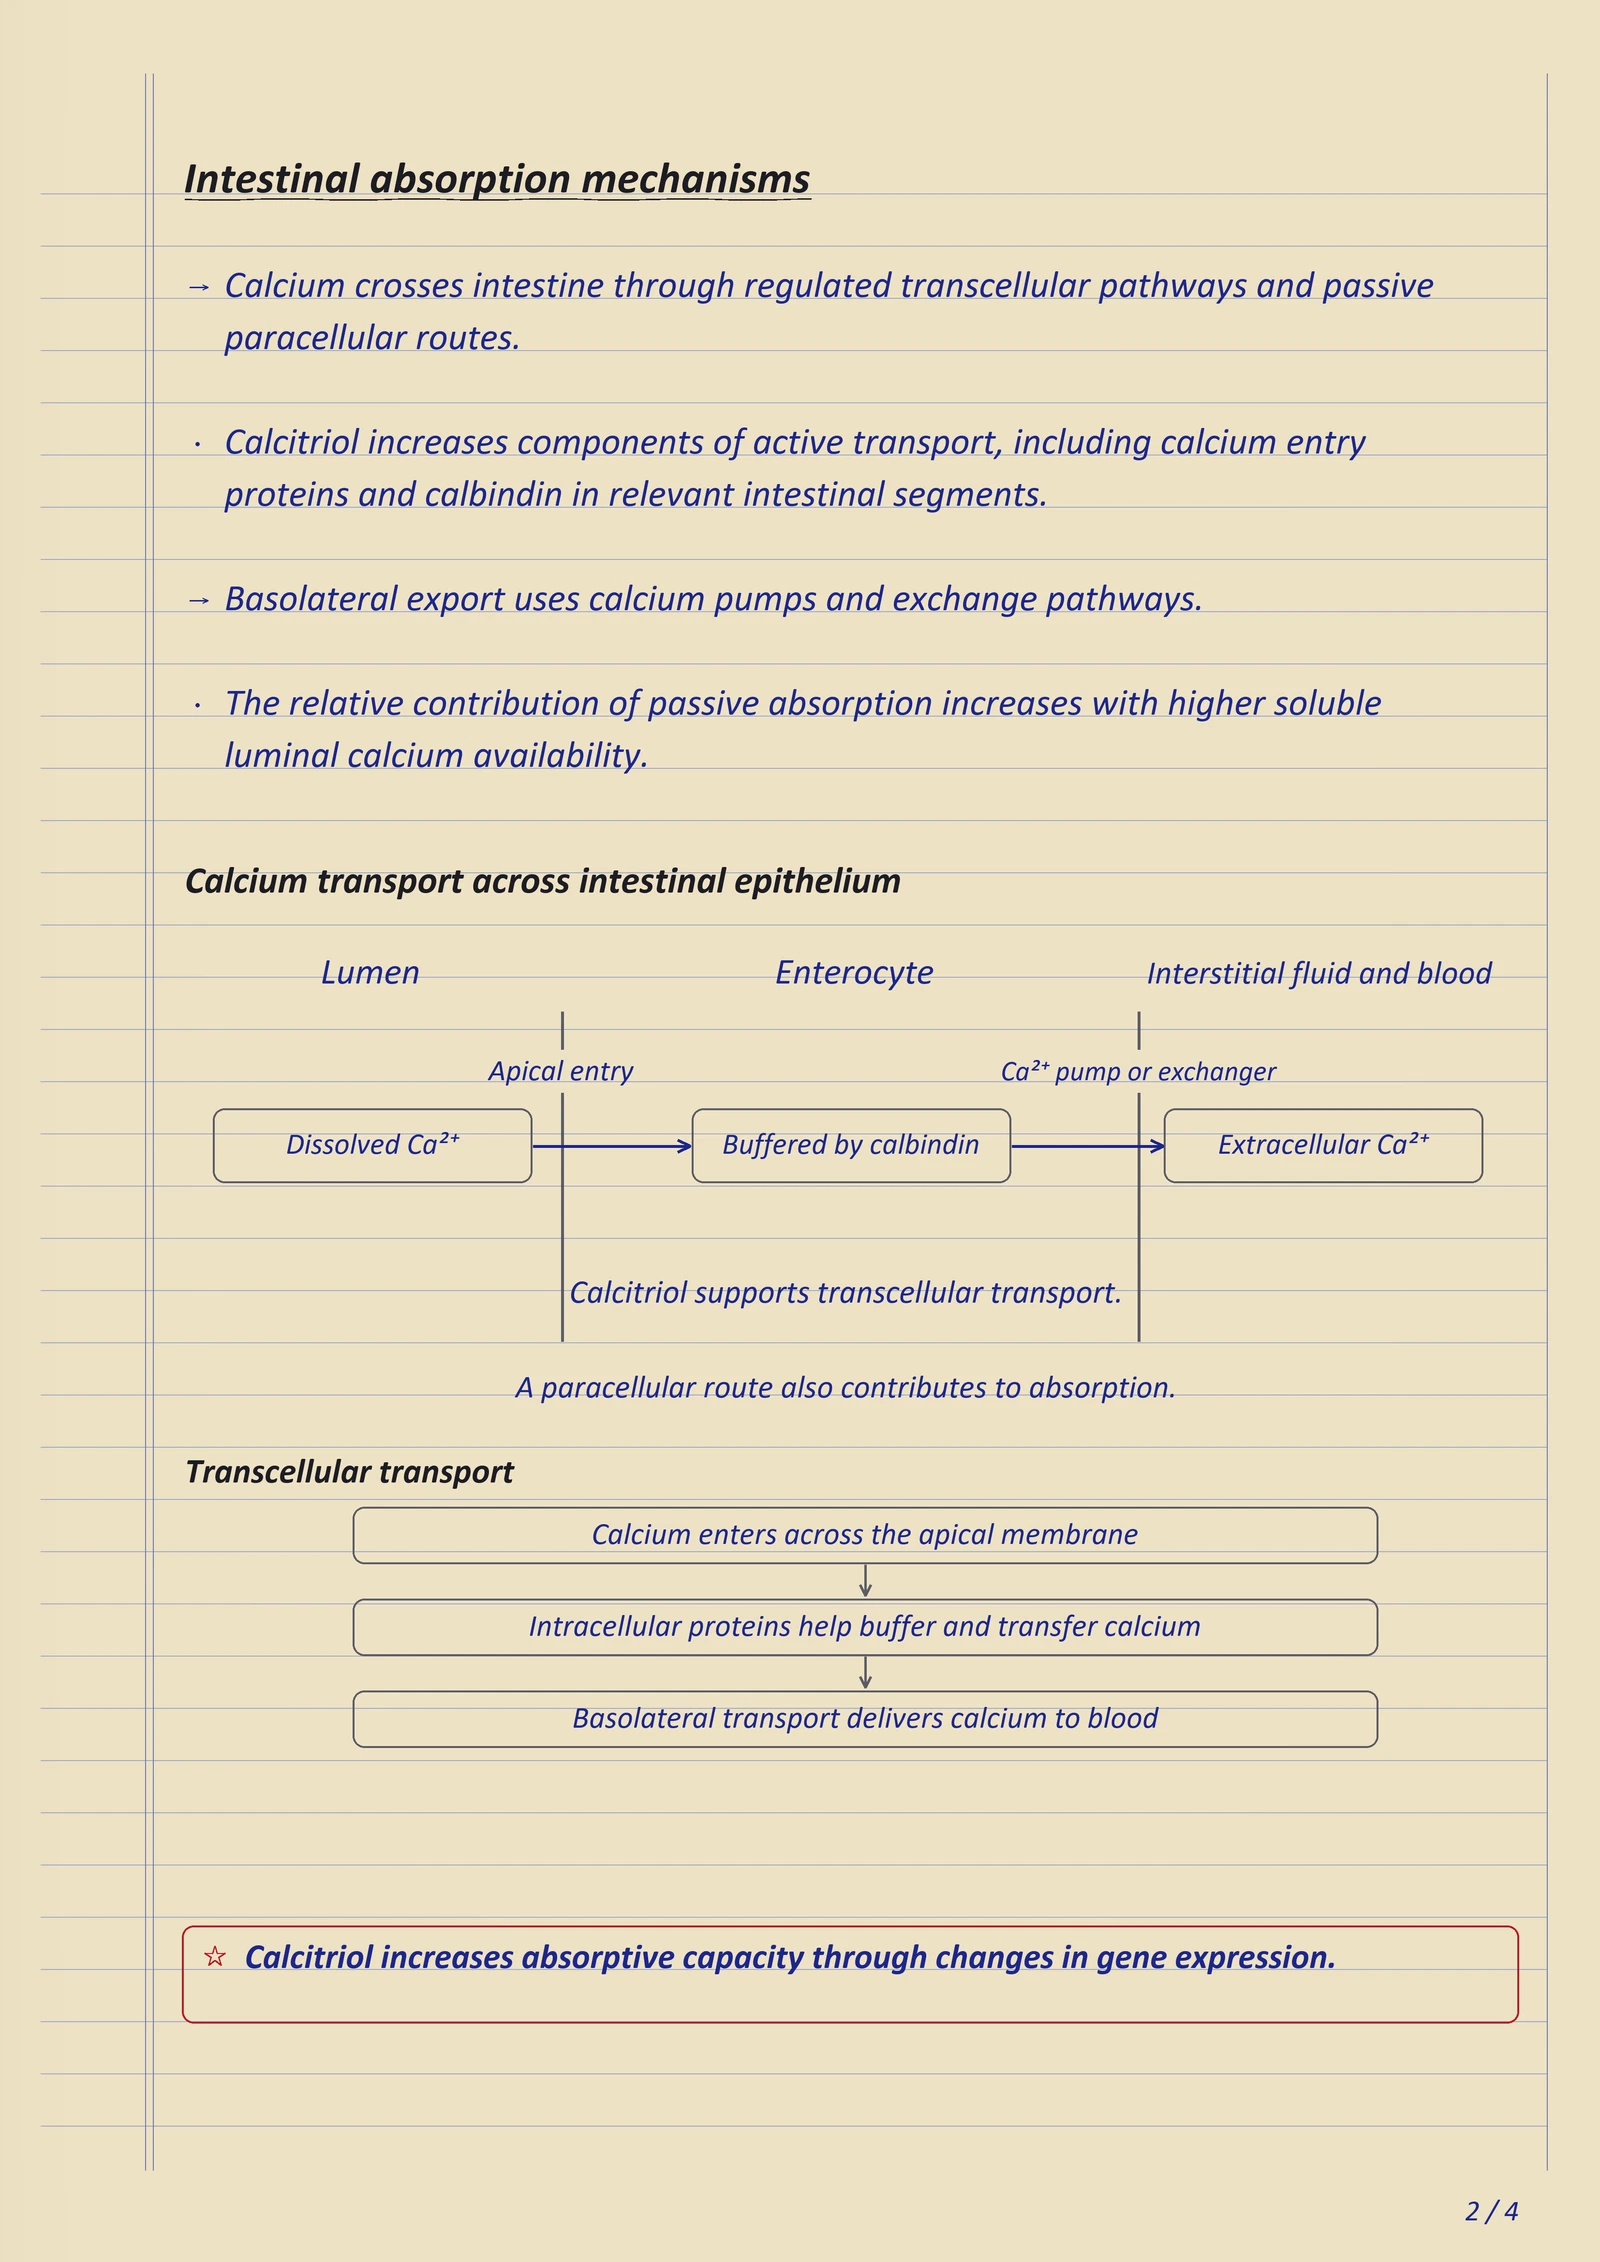 Intestinal absorption mechanisms
→ Calcium crosses intestine through regulated transcellular pathways and passive
paracellular routes.
· Calcitriol increases components of active transport, including calcium entry
proteins and calbindin in relevant intestinal segments.
→ Basolateral export uses calcium pumps and exchange pathways.
· The relative contribution of passive absorption increases with higher soluble
luminal calcium availability.
Calcium transport across intestinal epithelium
Lumen Enterocyte Interstitial fluid and blood
Apical entry Ca²⁺ pump or exchanger
Dissolved Ca²⁺ Buffered by calbindin Extracellular Ca²⁺
Calcitriol supports transcellular transport.
A paracellular route also contributes to absorption.
Transcellular transport
Calcium enters across the apical membrane
Intracellular proteins help buffer and transfer calcium
Basolateral transport delivers calcium to blood
☆ Calcitriol increases absorptive capacity through changes in gene expression.
2 / 4